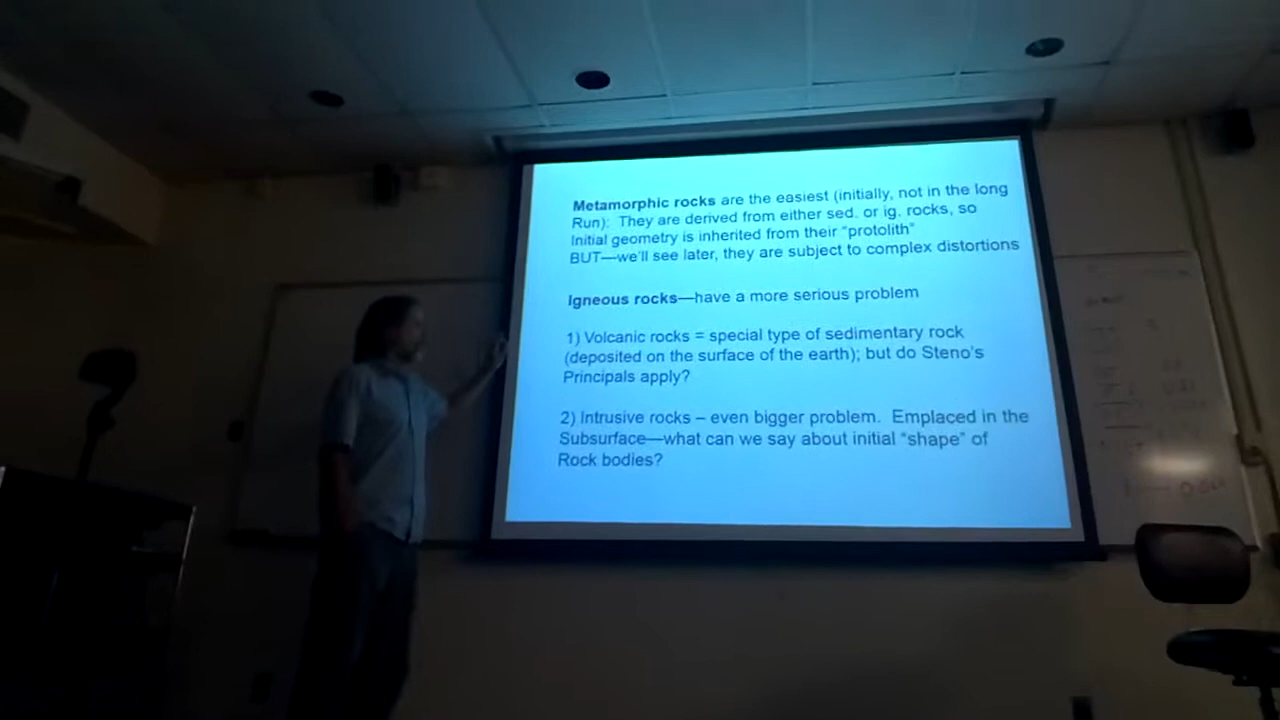 Metamorphic rocks are the easiest (initially, not in the long
Run): They are derived from either sed. or ig. rocks, so
Initial geometry is inherited from their “protolith”
BUT—we’ll see later, they are subject to complex distortions
Igneous rocks—have a more serious problem
1) Volcanic rocks = special type of sedimentary rock
(deposited on the surface of the earth); but do Steno’s
Principals apply?
2) Intrusive rocks – even bigger problem. Emplaced in the
Subsurface—what can we say about initial “shape” of
Rock bodies?